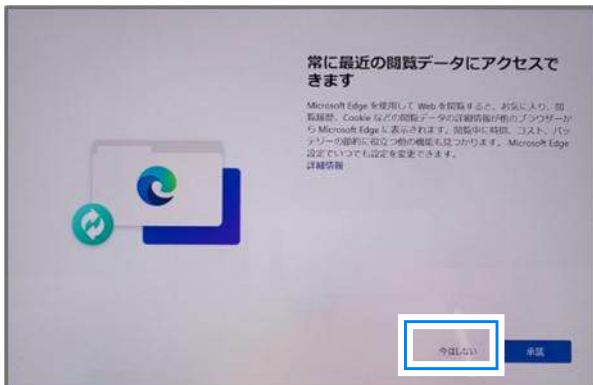 常に最近の閲覧データにアクセスで
きます
Microsoft Edge を使用して Web を閲覧すると、お気に入り、閲
覧履歴、Cookie などの閲覧データの詳細情報が他のブラウザーか
ら Microsoft Edge に表示されます。閲覧中に時間、コスト、バッ
テリーの節約に役立つ他の機能も見つかります。 Microsoft Edge
設定でいつでも設定を変更できます。
詳細情報
今はしない
承諾